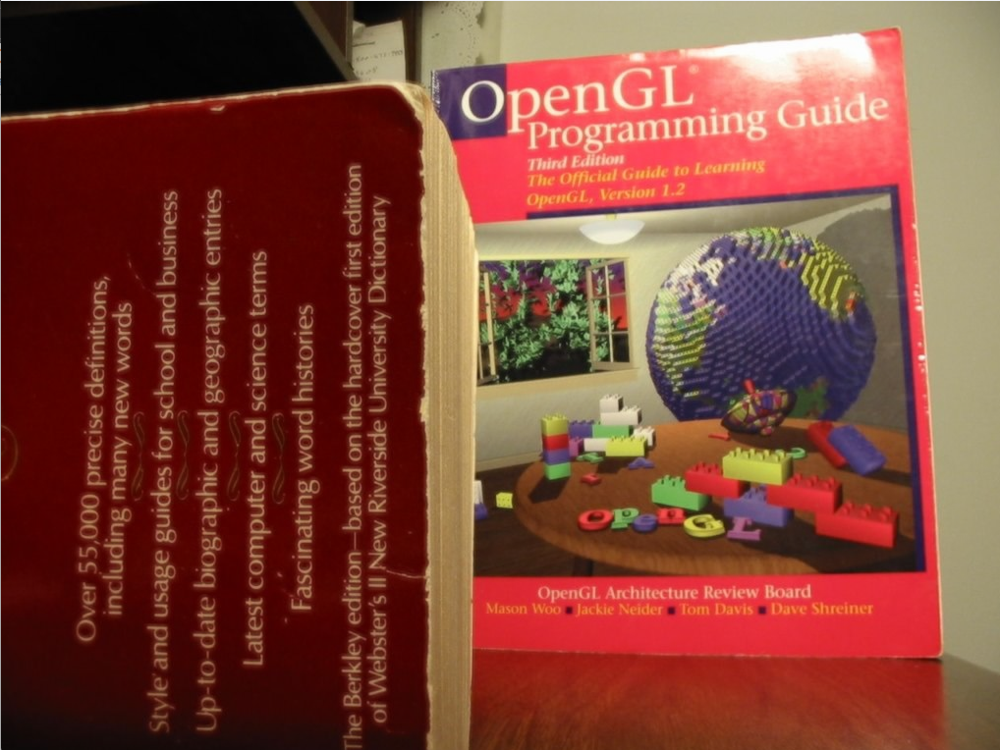 Over 55,000 precise definitions,
including many new words
Style and usage guides for school and business
Up-to-date biographic and geographic entries
Latest computer and science terms
Fascinating word histories
The Berkley edition—based on the hardcover first edition
of Webster's II New Riverside University Dictionary
OpenGL®
Programming Guide
Third Edition
The Official Guide to Learning
OpenGL, Version 1.2
OpenGL
OpenGL Architecture Review Board
Mason Woo ■ Jackie Neider ■ Tom Davis ■ Dave Shreiner